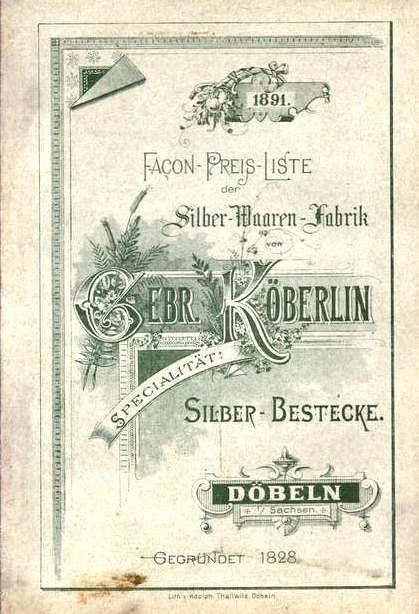 1891.
FAÇON-PREIS-LISTE
der
Silber-Waaren-Fabrik
von
GEBR. KÖBERLIN
SPECIALITÄT:
SILBER-BESTECKE.
DÖBELN
i/ Sachsen.
GEGRÜNDET 1828
Lith. v. Adolph Thallwitz, Döbeln.